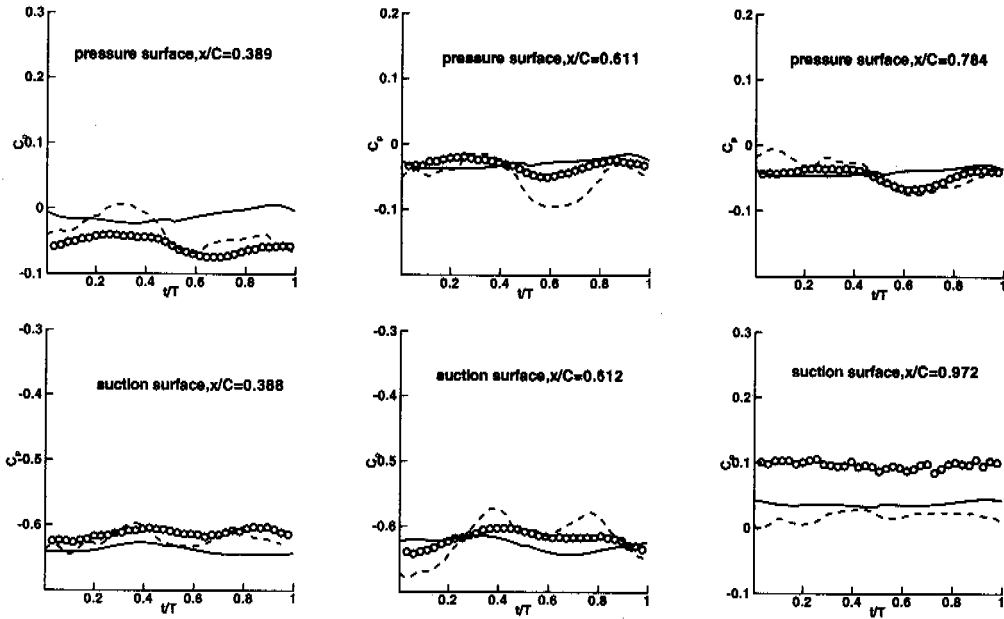 0.3
pressure surface,x/C=0.389
0.2
0.1
0
-0.1
0.2 0.4 0.6 0.8 1
t/T
0.2
pressure surface,x/C=0.611
0.1
Cp
0
-0.1
0.2 0.4 0.6 0.8 1
t/T
0.2
pressure surface,x/C=0.784
0.1
Cp
0
-0.1
0.2 0.4 0.6 0.8 1
t/T
-0.3
suction surface,x/C=0.388
-0.4
-0.5
Cp
-0.6
0.2 0.4 0.6 0.8 1
t/T
-0.3
suction surface,x/C=0.612
-0.4
-0.5
-0.6
0.2 0.4 0.6 0.8 1
t/T
0.3
suction surface,x/C=0.972
0.2
0.1
0
-0.1
0.2 0.4 0.6 0.8 1
t/T